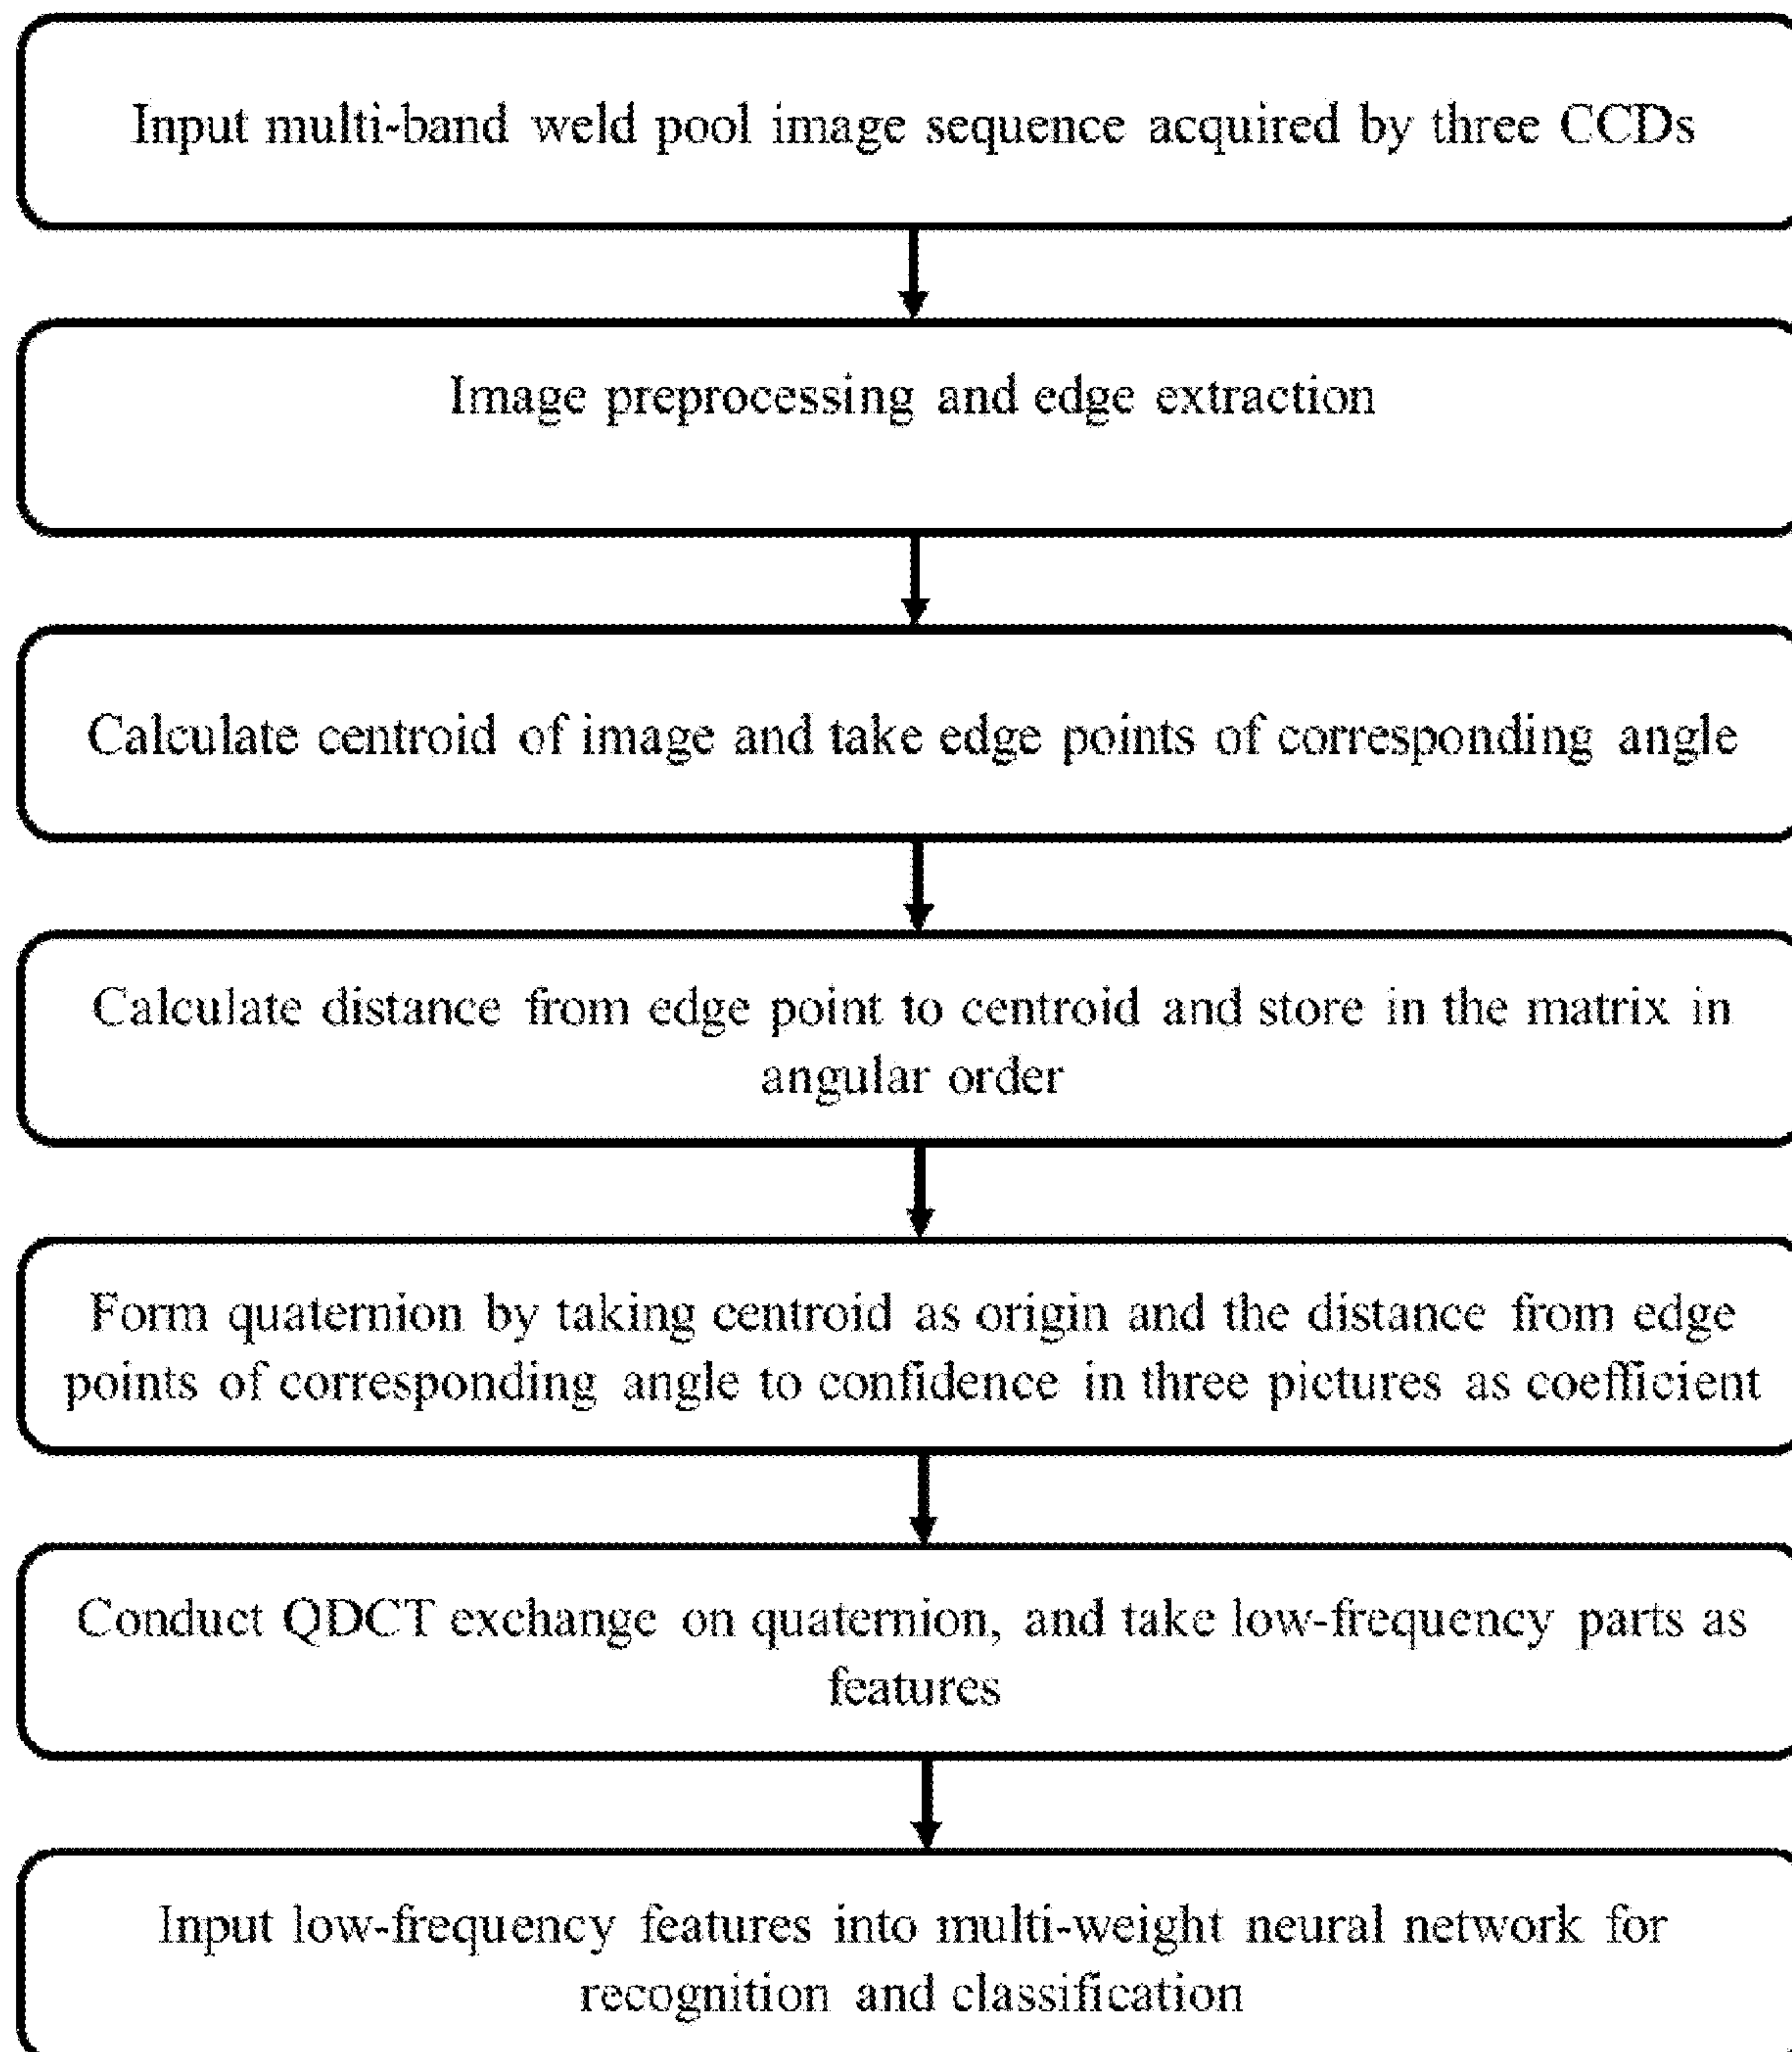 Input multi-band weld pool image sequence acquired by three CCDs
Image preprocessing and edge extraction
Calculate centroid of image and take edge points of corresponding angle
Calculate distance from edge point to centroid and store in the matrix in
angular order
Form quaternion by taking centroid as origin and the distance from edge
points of corresponding angle to confidence in three pictures as coefficient
Conduct QDCT exchange on quaternion, and take low-frequency parts as
features
Input low-frequency features into multi-weight neural network for
recognition and classification